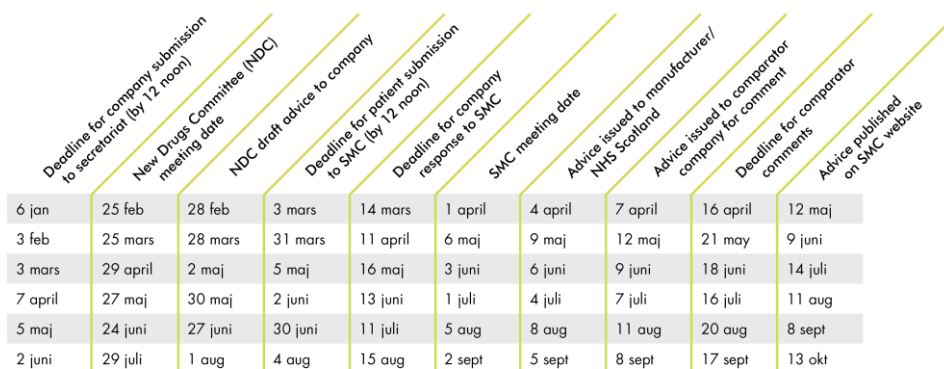 Deadline for company submission
to secretariat (by 12 noon)
New Drugs Committee (NDC)
meeting date
NDC draft advice to company
Deadline for patient submission
to SMC (by 12 noon)
Deadline for company
response to SMC
SMC meeting date
Advice issued to manufacturer/
NHS Scotland
Advice issued to comparator
company for comment
Deadline for comparator
comments
Advice published
on SMC website
6 jan 25 feb 28 feb 3 mars 14 mars 1 april 4 april 7 april 16 april 12 maj
3 feb 25 mars 28 mars 31 mars 11 april 6 maj 9 maj 12 maj 21 may 9 juni
3 mars 29 april 2 maj 5 maj 16 maj 3 juni 6 juni 9 juni 18 juni 14 juli
7 april 27 maj 30 maj 2 juni 13 juni 1 juli 4 juli 7 juli 16 juli 11 aug
5 maj 24 juni 27 juni 30 juni 11 juli 5 aug 8 aug 11 aug 20 aug 8 sept
2 juni 29 juli 1 aug 4 aug 15 aug 2 sept 5 sept 8 sept 17 sept 13 okt